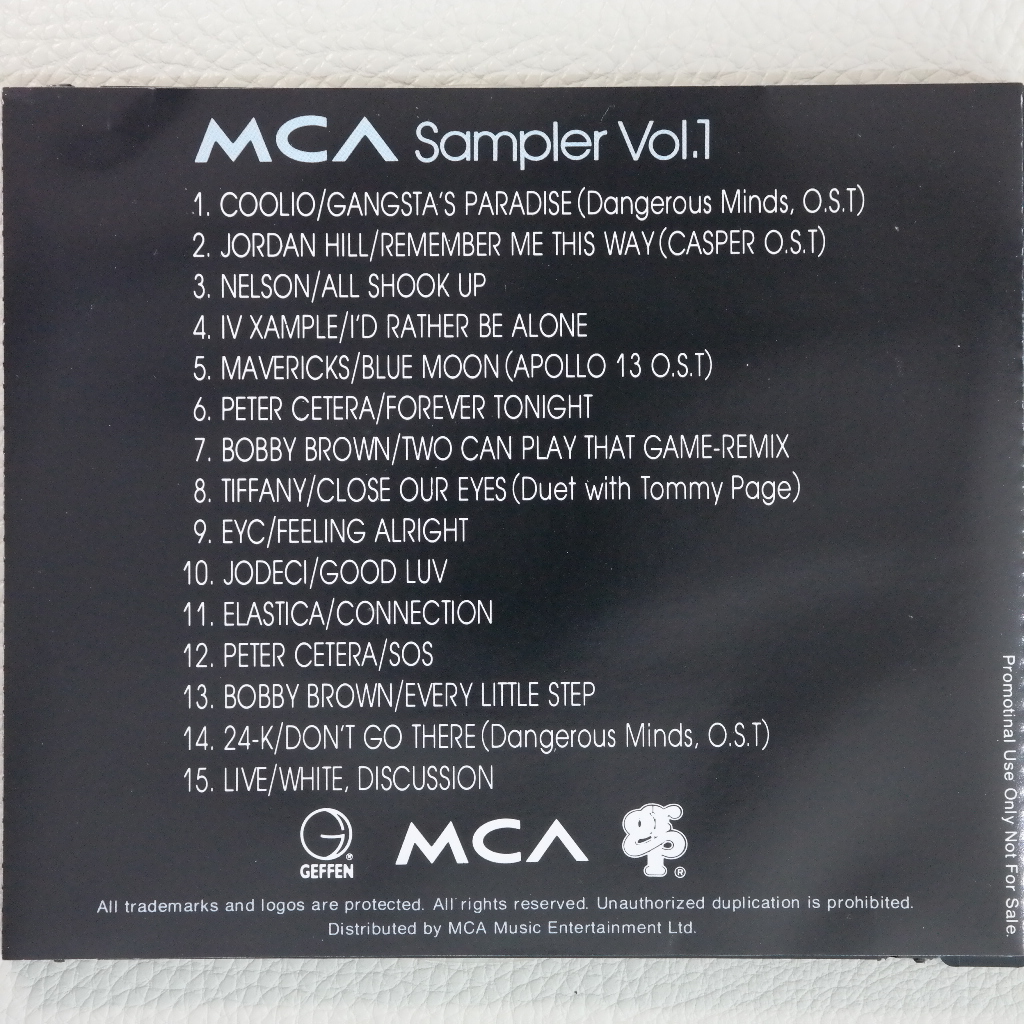 MCA Sampler Vol.1
1. COOLIO/GANGSTA'S PARADISE (Dangerous Minds, O.S.T)
2. JORDAN HILL/REMEMBER ME THIS WAY (CASPER O.S.T)
3. NELSON/ALL SHOOK UP
4. IV XAMPLE/I'D RATHER BE ALONE
5. MAVERICKS/BLUE MOON (APOLLO 13 O.S.T)
6. PETER CETERA/FOREVER TONIGHT
7. BOBBY BROWN/TWO CAN PLAY THAT GAME-REMIX
8. TIFFANY/CLOSE OUR EYES (Duet with Tommy Page)
9. EYC/FEELING ALRIGHT
10. JODECI/GOOD LUV
11. ELASTICA/CONNECTION
12. PETER CETERA/SOS
13. BOBBY BROWN/EVERY LITTLE STEP
14. 24-K/DON'T GO THERE (Dangerous Minds, O.S.T)
15. LIVE/WHITE, DISCUSSION
GEFFEN ® MCA grp ®
All trademarks and logos are protected. All rights reserved. Unauthorized duplication is prohibited.
Distributed by MCA Music Entertainment Ltd.
Promotinal Use Only Not For Sale.